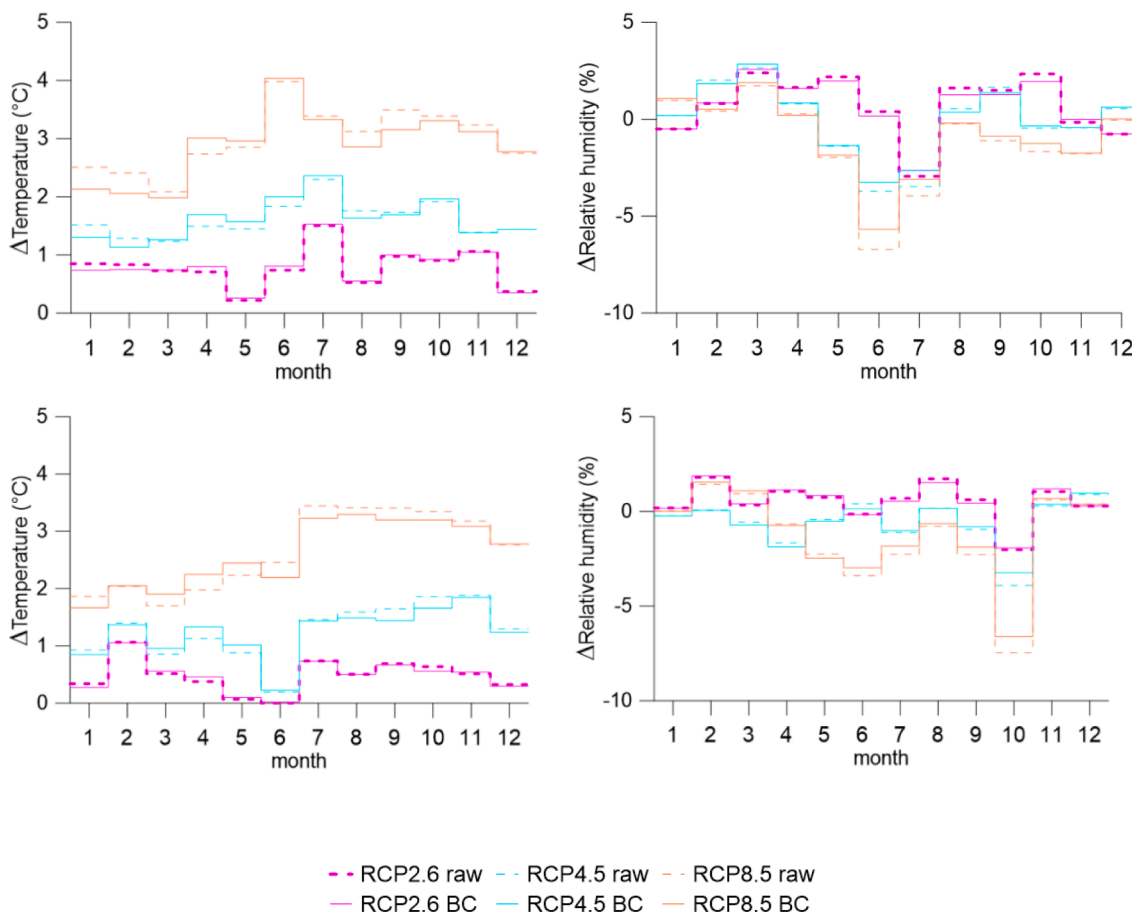 5
4
3
2
1
0
ΔTemperature (°C)
1 2 3 4 5 6 7 8 9 10 11 12
month
5
0
-5
-10
ΔRelative humidity (%)
1 2 3 4 5 6 7 8 9 10 11 12
month
5
4
3
2
1
0
ΔTemperature (°C)
1 2 3 4 5 6 7 8 9 10 11 12
month
5
0
-5
-10
ΔRelative humidity (%)
1 2 3 4 5 6 7 8 9 10 11 12
month
RCP2.6 raw RCP4.5 raw RCP8.5 raw
RCP2.6 BC RCP4.5 BC RCP8.5 BC